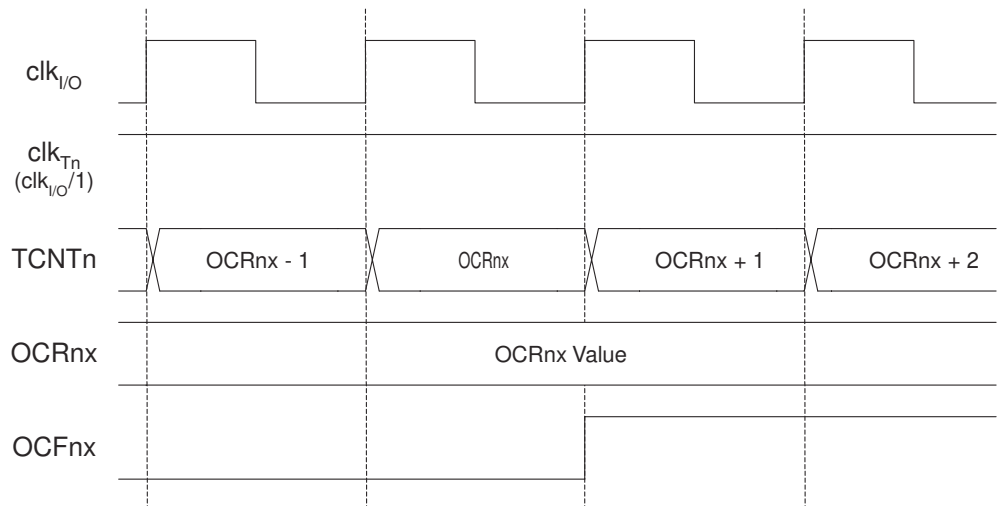 clkI/O
clkTn
(clkI/O/1)
TCNTn OCRnx - 1 OCRnx OCRnx + 1 OCRnx + 2
OCRnx OCRnx Value
OCFnx